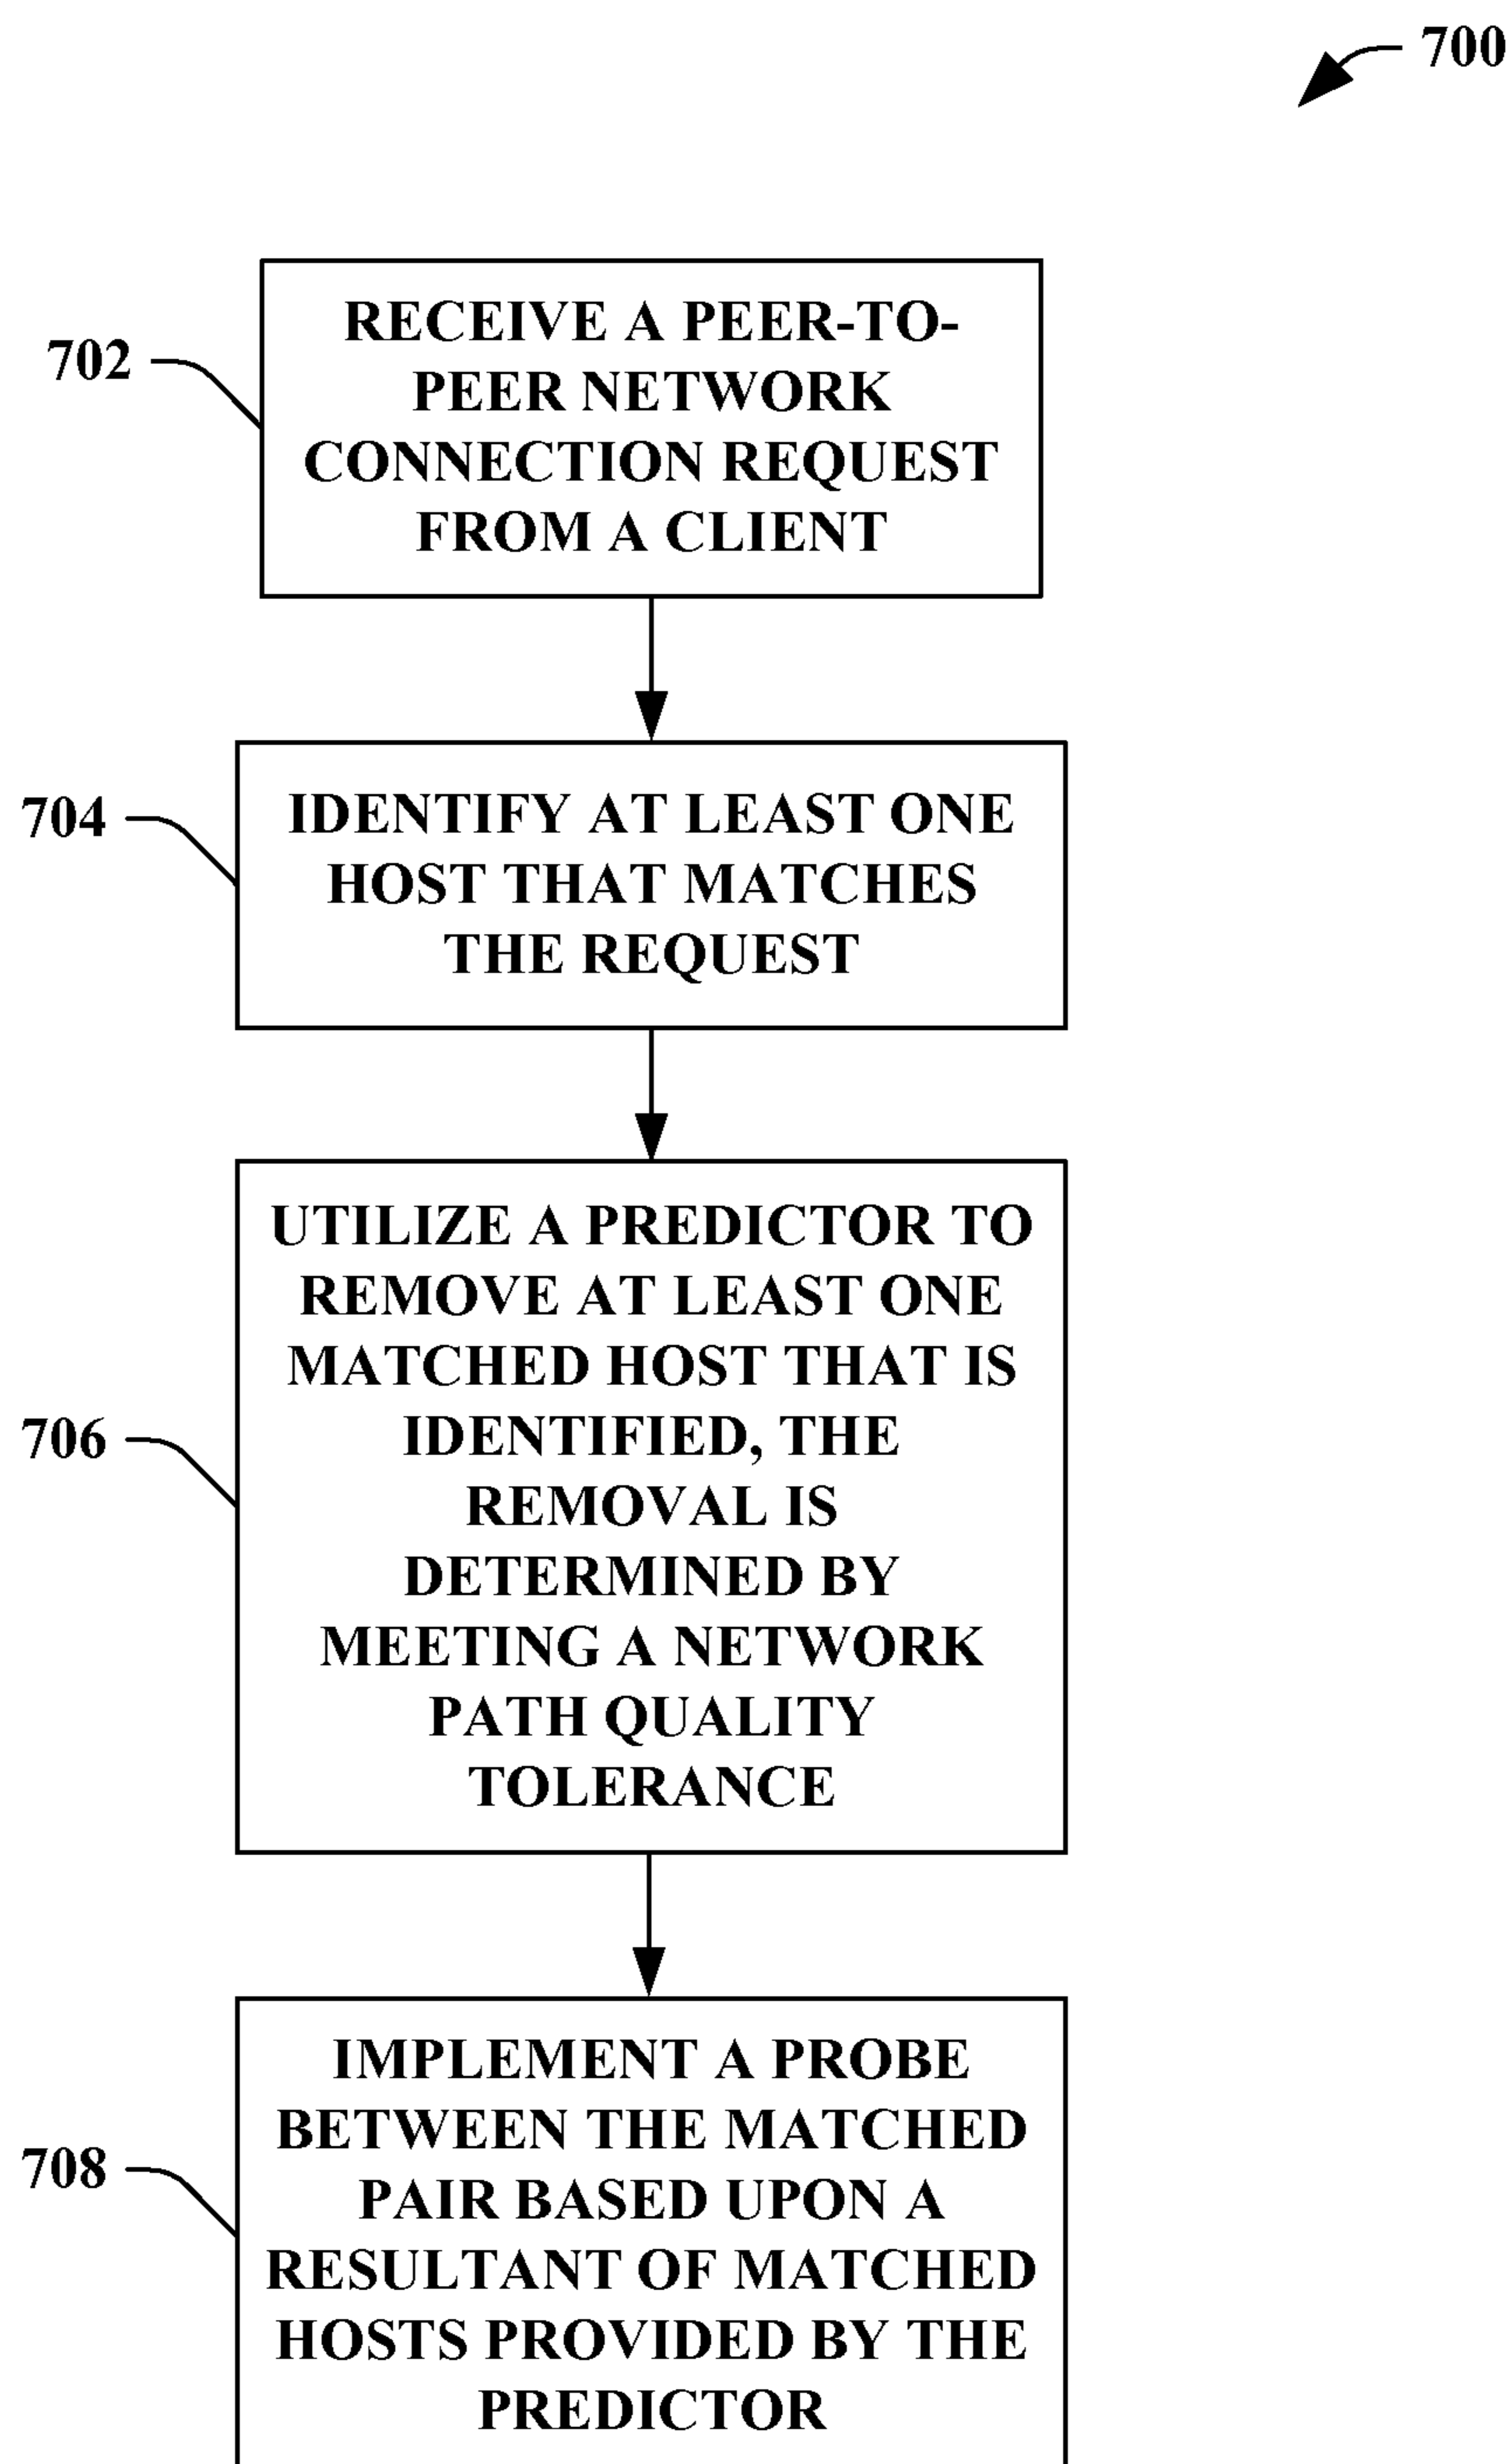 700
702
RECEIVE A PEER-TO-
PEER NETWORK
CONNECTION REQUEST
FROM A CLIENT
704
IDENTIFY AT LEAST ONE
HOST THAT MATCHES
THE REQUEST
706
UTILIZE A PREDICTOR TO
REMOVE AT LEAST ONE
MATCHED HOST THAT IS
IDENTIFIED, THE
REMOVAL IS
DETERMINED BY
MEETING A NETWORK
PATH QUALITY
TOLERANCE
708
IMPLEMENT A PROBE
BETWEEN THE MATCHED
PAIR BASED UPON A
RESULTANT OF MATCHED
HOSTS PROVIDED BY THE
PREDICTOR